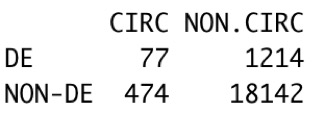 CIRC NON.CIRC
DE 77 1214
NON-DE 474 18142